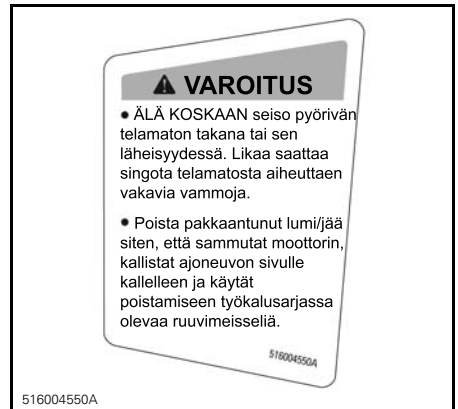 VAROITUS
• ÄLÄ KOSKAAN seiso pyörivän
telamaton takana tai sen
läheisyydessä. Likaa saattaa
singota telamatosta aiheuttaen
vakavia vammoja.
• Poista pakkaantunut lumi/jää
siten, että sammutat moottorin,
kallistat ajoneuvon sivulle
kallelleen ja käytät
poistamiseen työkalusarjassa
olevaa ruuvimeisseliä.
516004550A
516004550A